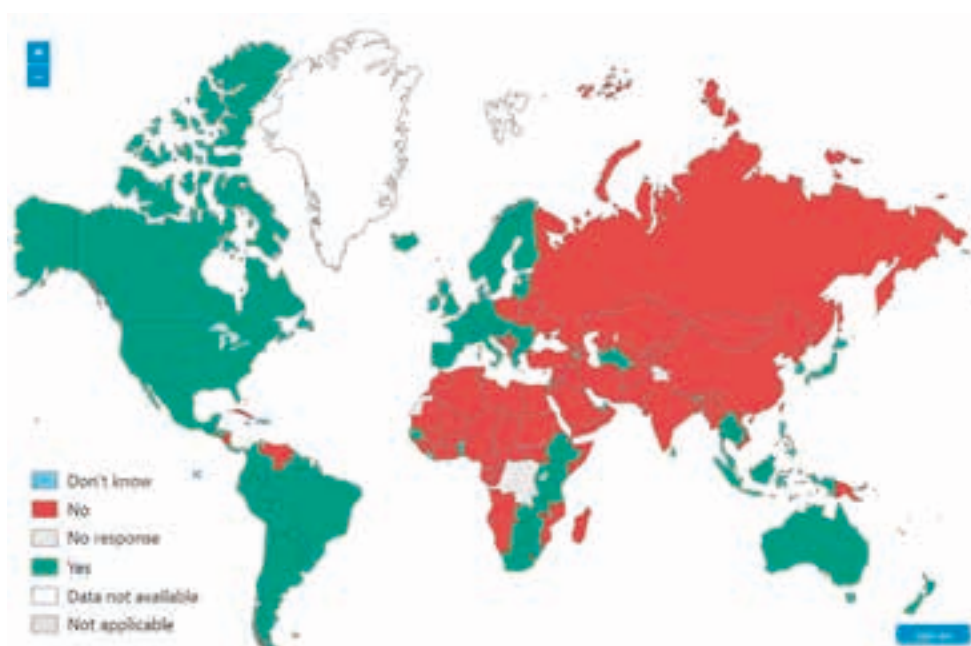 +
−
Don't know
No
No response
Yes
Data not available
Not applicable